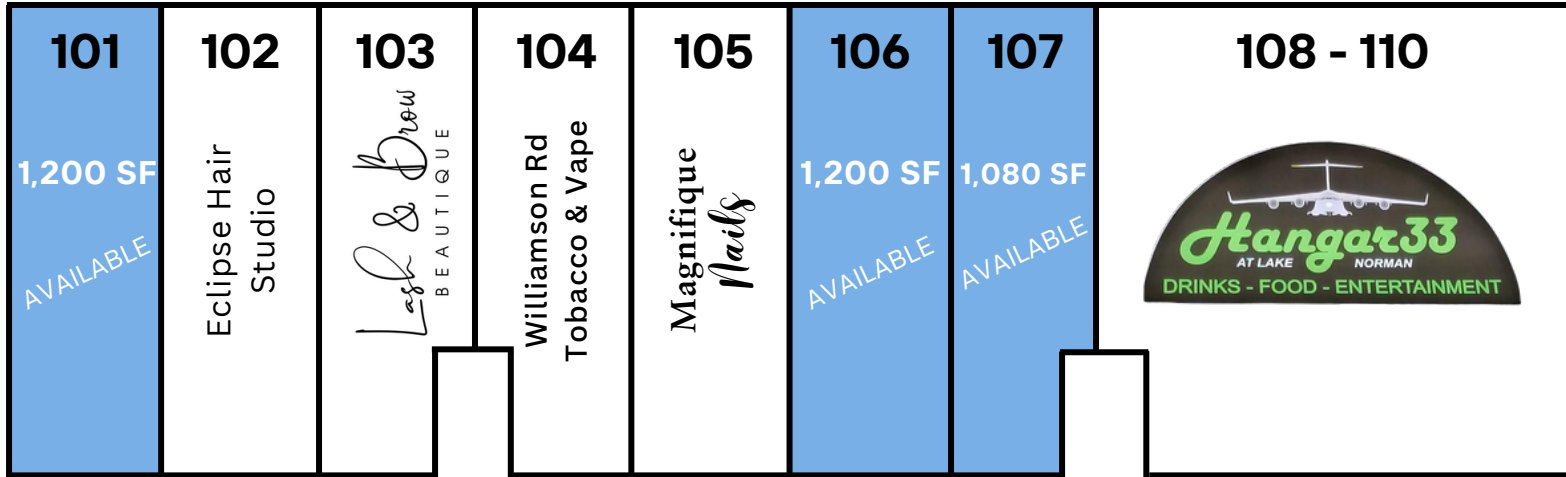 101
1,200 SF
AVAILABLE
102
Eclipse Hair
Studio
103
Lash & Brow
BEAUTIQUE
104
Williamson Rd
Tobacco & Vape
105
Magnifique
Nails
106
1,200 SF
AVAILABLE
107
1,080 SF
AVAILABLE
108 - 110
Hangar33
AT LAKE NORMAN
DRINKS - FOOD - ENTERTAINMENT